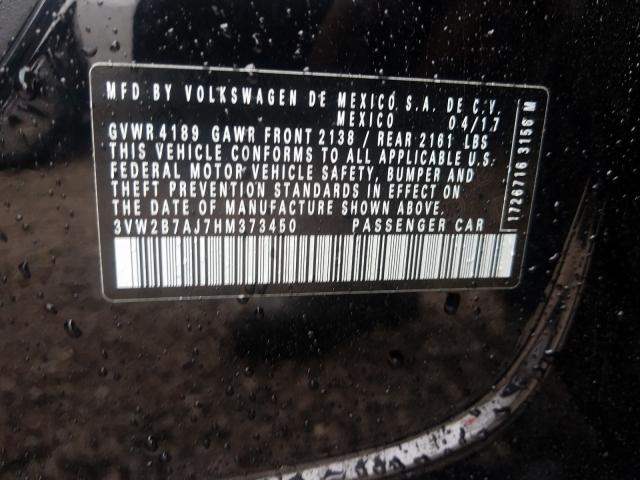 MFD BY VOLKSWAGEN DE MEXICO S.A. DE C.V.
MEXICO 04/17
GVWR 4189 GAWR FRONT 2138 / REAR 2161 LBS
THIS VEHICLE CONFORMS TO ALL APPLICABLE U.S.
FEDERAL MOTOR VEHICLE SAFETY, BUMPER AND
THEFT PREVENTION STANDARDS IN EFFECT ON
THE DATE OF MANUFACTURE SHOWN ABOVE.
3VW2B7AJ7HM373450 PASSENGER CAR
1726716 3156 M